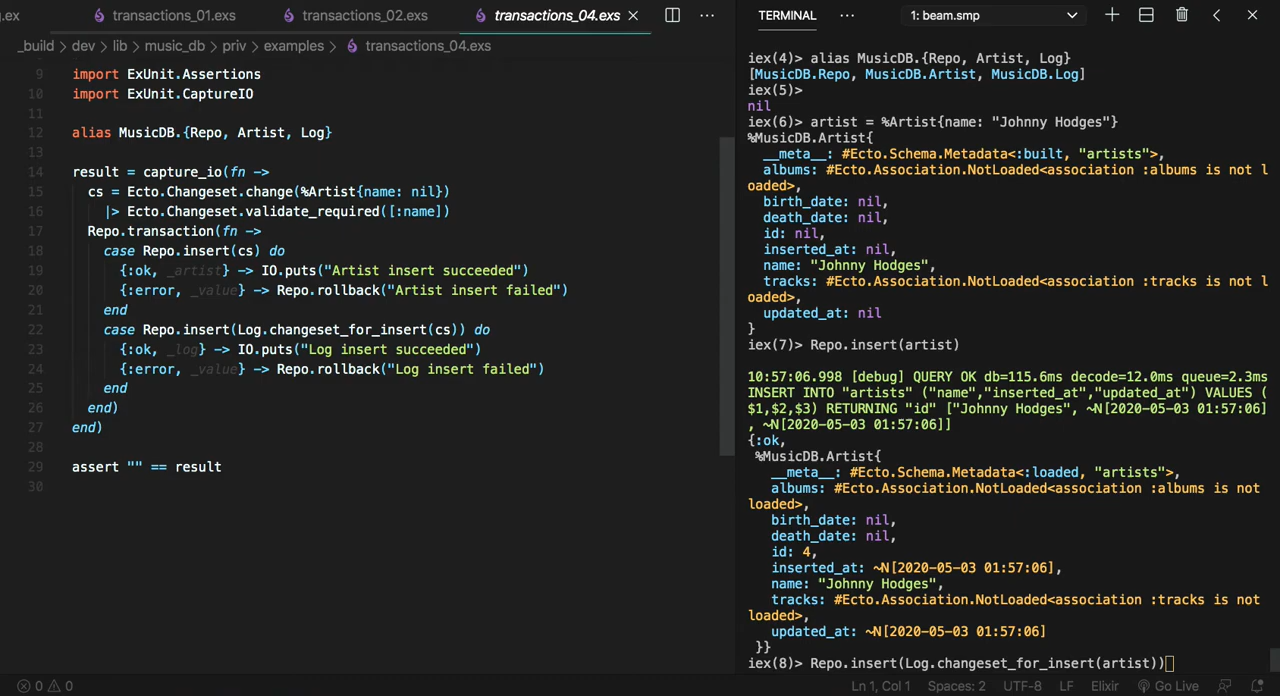 .ex
transactions_01.exs
transactions_02.exs
transactions_04.exs
_build > dev > lib > music_db > priv > examples > transactions_04.exs
9 import ExUnit.Assertions
10 import ExUnit.CaptureIO
11
12 alias MusicDB.{Repo, Artist, Log}
13
14 result = capture_io(fn ->
15   cs = Ecto.Changeset.change(%Artist{name: nil})
16     |> Ecto.Changeset.validate_required([:name])
17   Repo.transaction(fn ->
18     case Repo.insert(cs) do
19       {:ok, _artist} -> IO.puts("Artist insert succeeded")
20       {:error, _value} -> Repo.rollback("Artist insert failed")
21     end
22     case Repo.insert(Log.changeset_for_insert(cs)) do
23       {:ok, _log} -> IO.puts("Log insert succeeded")
24       {:error, _value} -> Repo.rollback("Log insert failed")
25     end
26   end)
27 end)
28
29 assert "" == result
30
TERMINAL
1: beam.smp
iex(4)> alias MusicDB.{Repo, Artist, Log}
[MusicDB.Repo, MusicDB.Artist, MusicDB.Log]
iex(5)>
nil
iex(6)> artist = %Artist{name: "Johnny Hodges"}
%MusicDB.Artist{
  __meta__: #Ecto.Schema.Metadata<:built, "artists">,
  albums: #Ecto.Association.NotLoaded<association :albums is not l
oaded>,
  birth_date: nil,
  death_date: nil,
  id: nil,
  inserted_at: nil,
  name: "Johnny Hodges",
  tracks: #Ecto.Association.NotLoaded<association :tracks is not l
oaded>,
  updated_at: nil
}
iex(7)> Repo.insert(artist)
10:57:06.998 [debug] QUERY OK db=115.6ms decode=12.0ms queue=2.3ms
INSERT INTO "artists" ("name","inserted_at","updated_at") VALUES (
$1,$2,$3) RETURNING "id" ["Johnny Hodges", ~N[2020-05-03 01:57:06]
, ~N[2020-05-03 01:57:06]]
{:ok,
 %MusicDB.Artist{
   __meta__: #Ecto.Schema.Metadata<:loaded, "artists">,
   albums: #Ecto.Association.NotLoaded<association :albums is not
loaded>,
   birth_date: nil,
   death_date: nil,
   id: 4,
   inserted_at: ~N[2020-05-03 01:57:06],
   name: "Johnny Hodges",
   tracks: #Ecto.Association.NotLoaded<association :tracks is not
loaded>,
   updated_at: ~N[2020-05-03 01:57:06]
 }}
iex(8)> Repo.insert(Log.changeset_for_insert(artist))
0 0
Ln 1, Col 1 Spaces: 2 UTF-8 LF Elixir Go Live